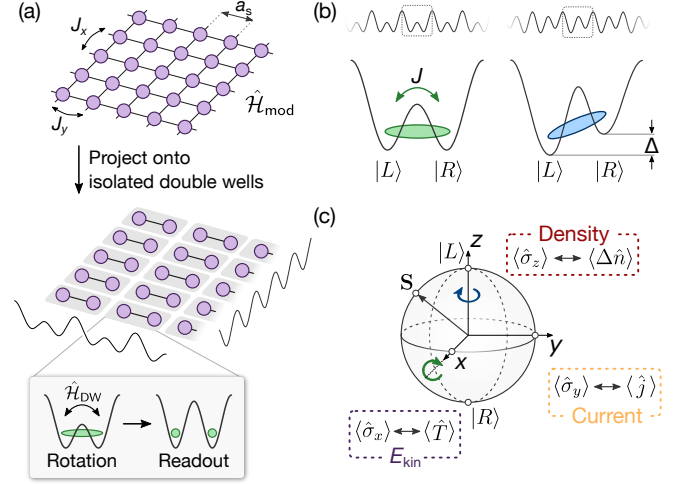 (a)
J_x
a_s
J_y
Ĥ_mod
Project onto
isolated double wells
Ĥ_DW
Rotation
Readout
(b)
J
|L⟩
|R⟩
|L⟩
|R⟩
Δ
(c)
|L⟩
z
S
y
x
|R⟩
Density
⟨σ̂_z⟩ ↔ ⟨Δn̂⟩
⟨σ̂_y⟩ ↔ ⟨ĵ⟩
Current
⟨σ̂_x⟩ ↔ ⟨T̂⟩
E_kin